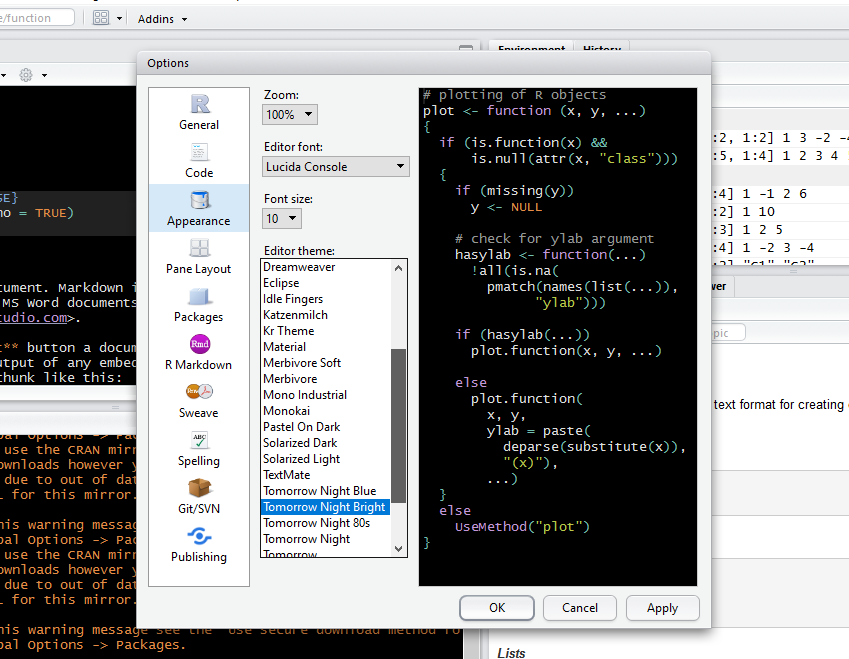 e/function
Addins
Environment
History
Options
General
Code
Appearance
Pane Layout
Packages
Rmd
R Markdown
Sweave
ABC
Spelling
Git/SVN
Publishing
Zoom:
100%
Editor font:
Lucida Console
Font size:
10
Editor theme:
Dreamweaver
Eclipse
Idle Fingers
Katzenmilch
Kr Theme
Material
Merbivore Soft
Merbivore
Mono Industrial
Monokai
Pastel On Dark
Solarized Dark
Solarized Light
TextMate
Tomorrow Night Blue
Tomorrow Night Bright
Tomorrow Night 80s
Tomorrow Night
Tomorrow
# plotting of R objects
plot <- function (x, y, ...)
{
if (is.function(x) &&
is.null(attr(x, "class")))
{
if (missing(y))
y <- NULL
# check for ylab argument
hasylab <- function(...)
!all(is.na(
pmatch(names(list(...)),
"ylab")))
if (hasylab(...))
plot.function(x, y, ...)
else
plot.function(
x, y,
ylab = paste(
deparse(substitute(x)),
"(x)"),
...)
}
else
UseMethod("plot")
}
OK
Cancel
Apply
SE}
no = TRUE)
cument. Markdown i
MS Word documents
tudio.com>.
t** button a docum
utput of any embed
chunk like this:
bal Options -> Pac
use the CRAN mirr
ownloads however y
due to out of dat
l for this mirror.
his warning messag
bal Options -> Pac
use the CRAN mirr
ownloads however y
due to out of dat
l for this mirror.
his warning message see the "Use secure download method fo
bal Options -> Packages.
:2, 1:2] 1 3 -2 -4
:5, 1:4] 1 2 3 4
:4] 1 -1 2 6
:2] 1 10
:3] 1 2 5
:4] 1 -2 3 -4
:3] "C1" "C2"
wer
pic
text format for creating
Lists